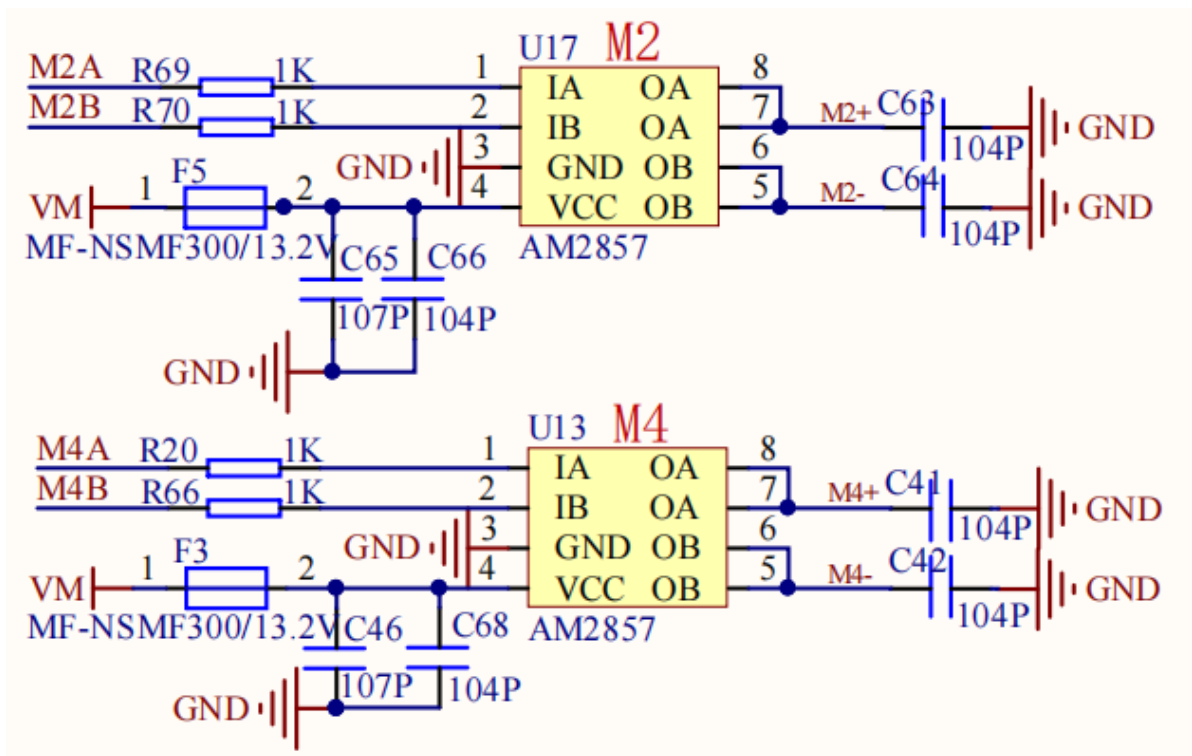 U17 M2
M2A R69 1K 1 IA OA 8
M2B R70 1K 2 IB OA 7 M2+ C63 104P GND
GND 3 GND OB 6
VM 1 F5 2 4 VCC OB 5 M2- C64 104P GND
MF-NSMF300/13.2V AM2857
C65 C66
107P 104P
GND
U13 M4
M4A R20 1K 1 IA OA 8
M4B R66 1K 2 IB OA 7 M4+ C41 104P GND
GND 3 GND OB 6
VM 1 F3 2 4 VCC OB 5 M4- C42 104P GND
MF-NSMF300/13.2V AM2857
C46 C68
107P 104P
GND